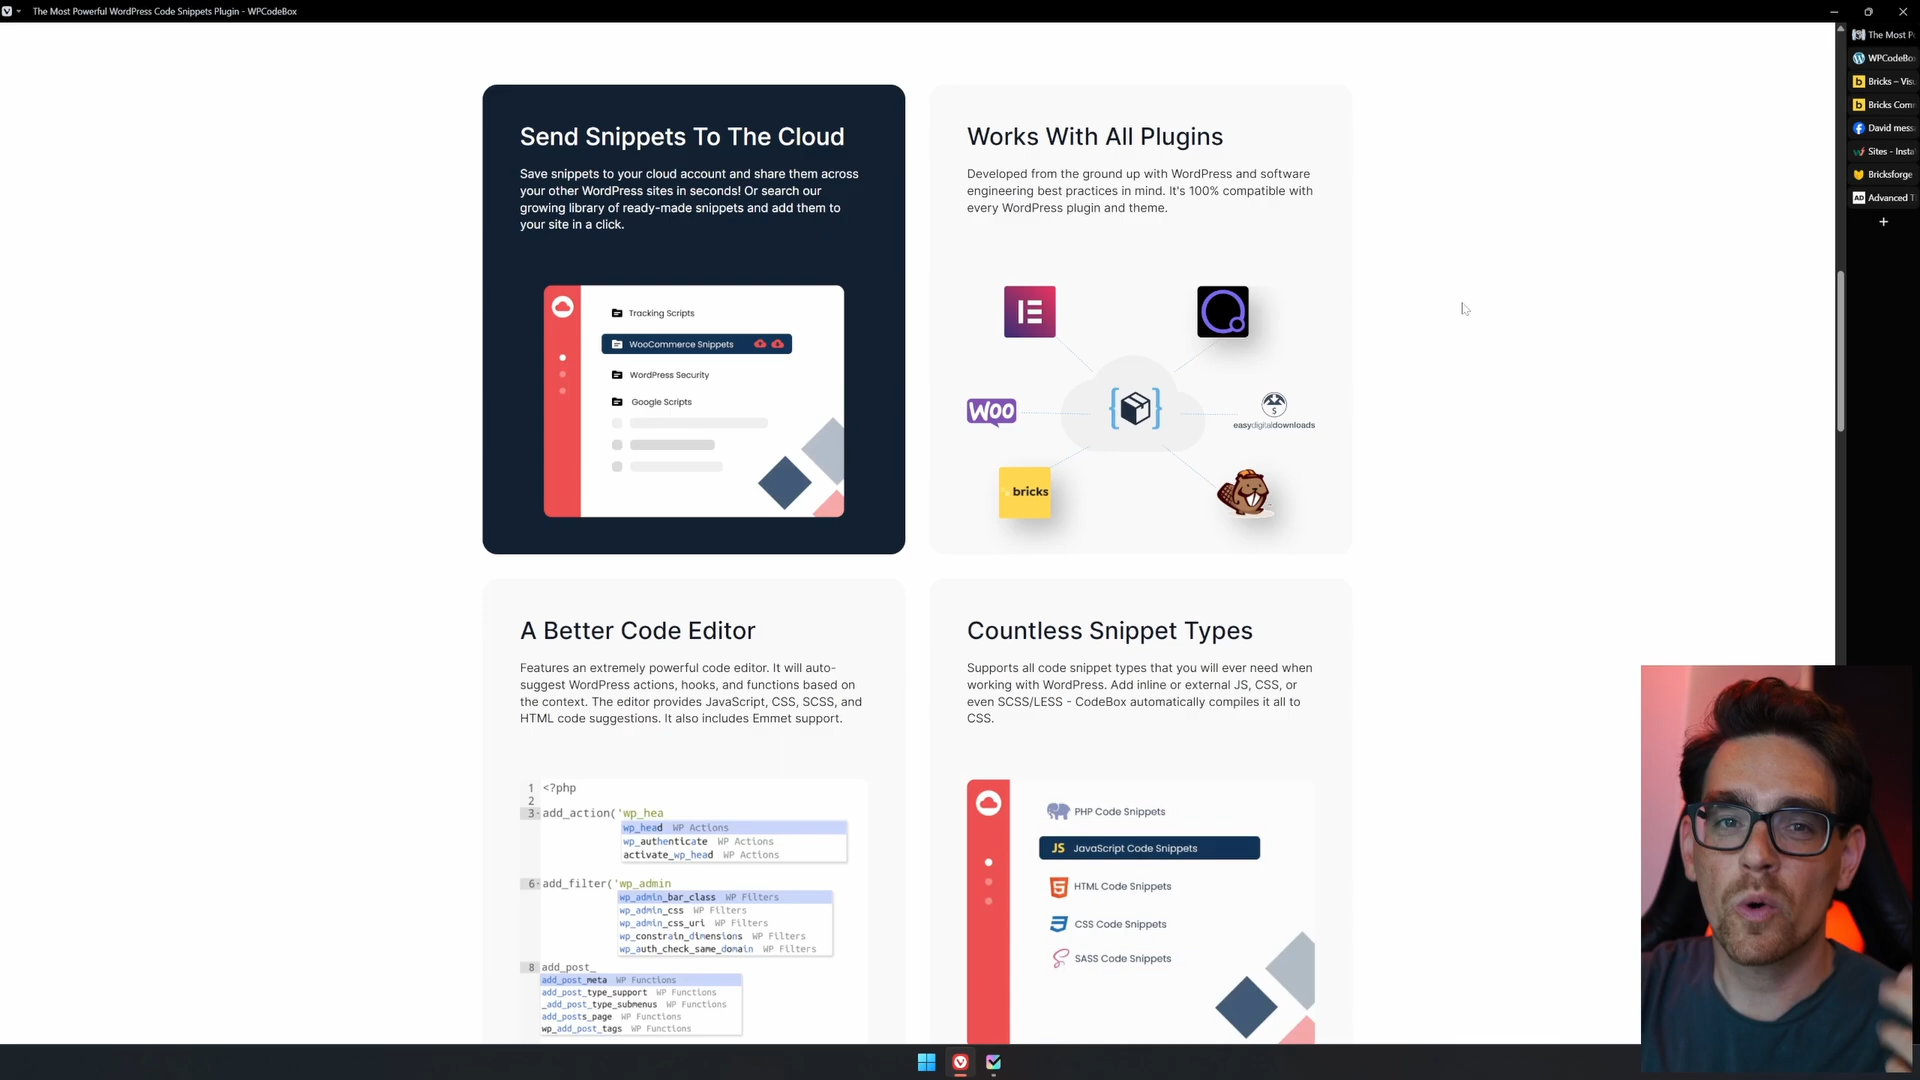 The Most Powerful WordPress Code Snippets Plugin - WPCodeBox
The Most P
WPCodeBo
Bricks – Visu
Bricks Com
David mess
Sites - Insta
Bricksforge
Advanced T
Send Snippets To The Cloud
Save snippets to your cloud account and share them across
your other WordPress sites in seconds! Or search our
growing library of ready-made snippets and add them to
your site in a click.
Tracking Scripts
WooCommerce Snippets
WordPress Security
Google Scripts
Works With All Plugins
Developed from the ground up with WordPress and software
engineering best practices in mind. It's 100% compatible with
every WordPress plugin and theme.
WOO
easydigitaldownloads
bricks
A Better Code Editor
Features an extremely powerful code editor. It will auto-
suggest WordPress actions, hooks, and functions based on
the context. The editor provides JavaScript, CSS, SCSS, and
HTML code suggestions. It also includes Emmet support.
1 <?php
2
3 add_action('wp_hea
wp_head WP Actions
wp_authenticate WP Actions
activate_wp_head WP Actions
6 add_filter('wp_admin
wp_admin_bar_class WP Filters
wp_admin_css WP Filters
wp_admin_css_uri WP Filters
wp_constrain_dimensions WP Filters
wp_auth_check_same_domain WP Filters
8 add_post_
add_post_meta WP Functions
add_post_type_support WP Functions
_add_post_type_submenus WP Functions
add_posts_page WP Functions
wp_add_post_tags WP Functions
Countless Snippet Types
Supports all code snippet types that you will ever need when
working with WordPress. Add inline or external JS, CSS, or
even SCSS/LESS - CodeBox automatically compiles it all to
CSS.
PHP Code Snippets
JS JavaScript Code Snippets
HTML Code Snippets
CSS Code Snippets
SASS Code Snippets